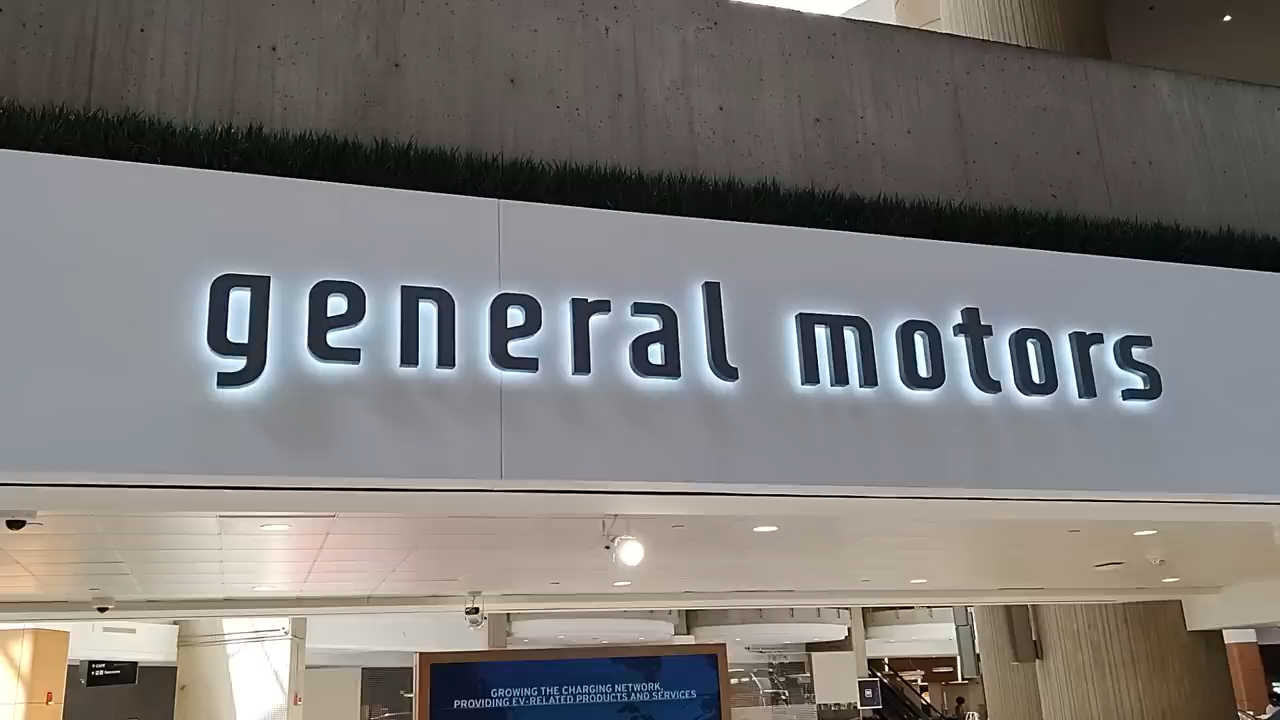 general motors
GROWING THE CHARGING NETWORK,
PROVIDING EV-RELATED PRODUCTS AND SERVICES